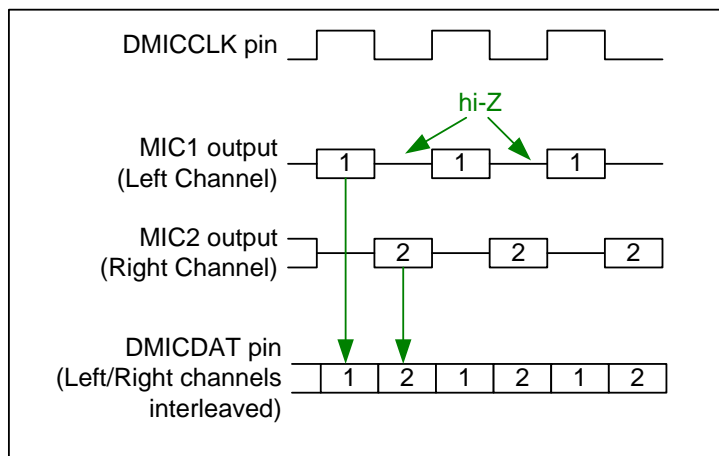 DMICCLK pin
hi-Z
MIC1 output
(Left Channel)
1 1 1
MIC2 output
(Right Channel)
2 2 2
DMICDAT pin
(Left/Right channels
interleaved)
1 2 1 2 1 2